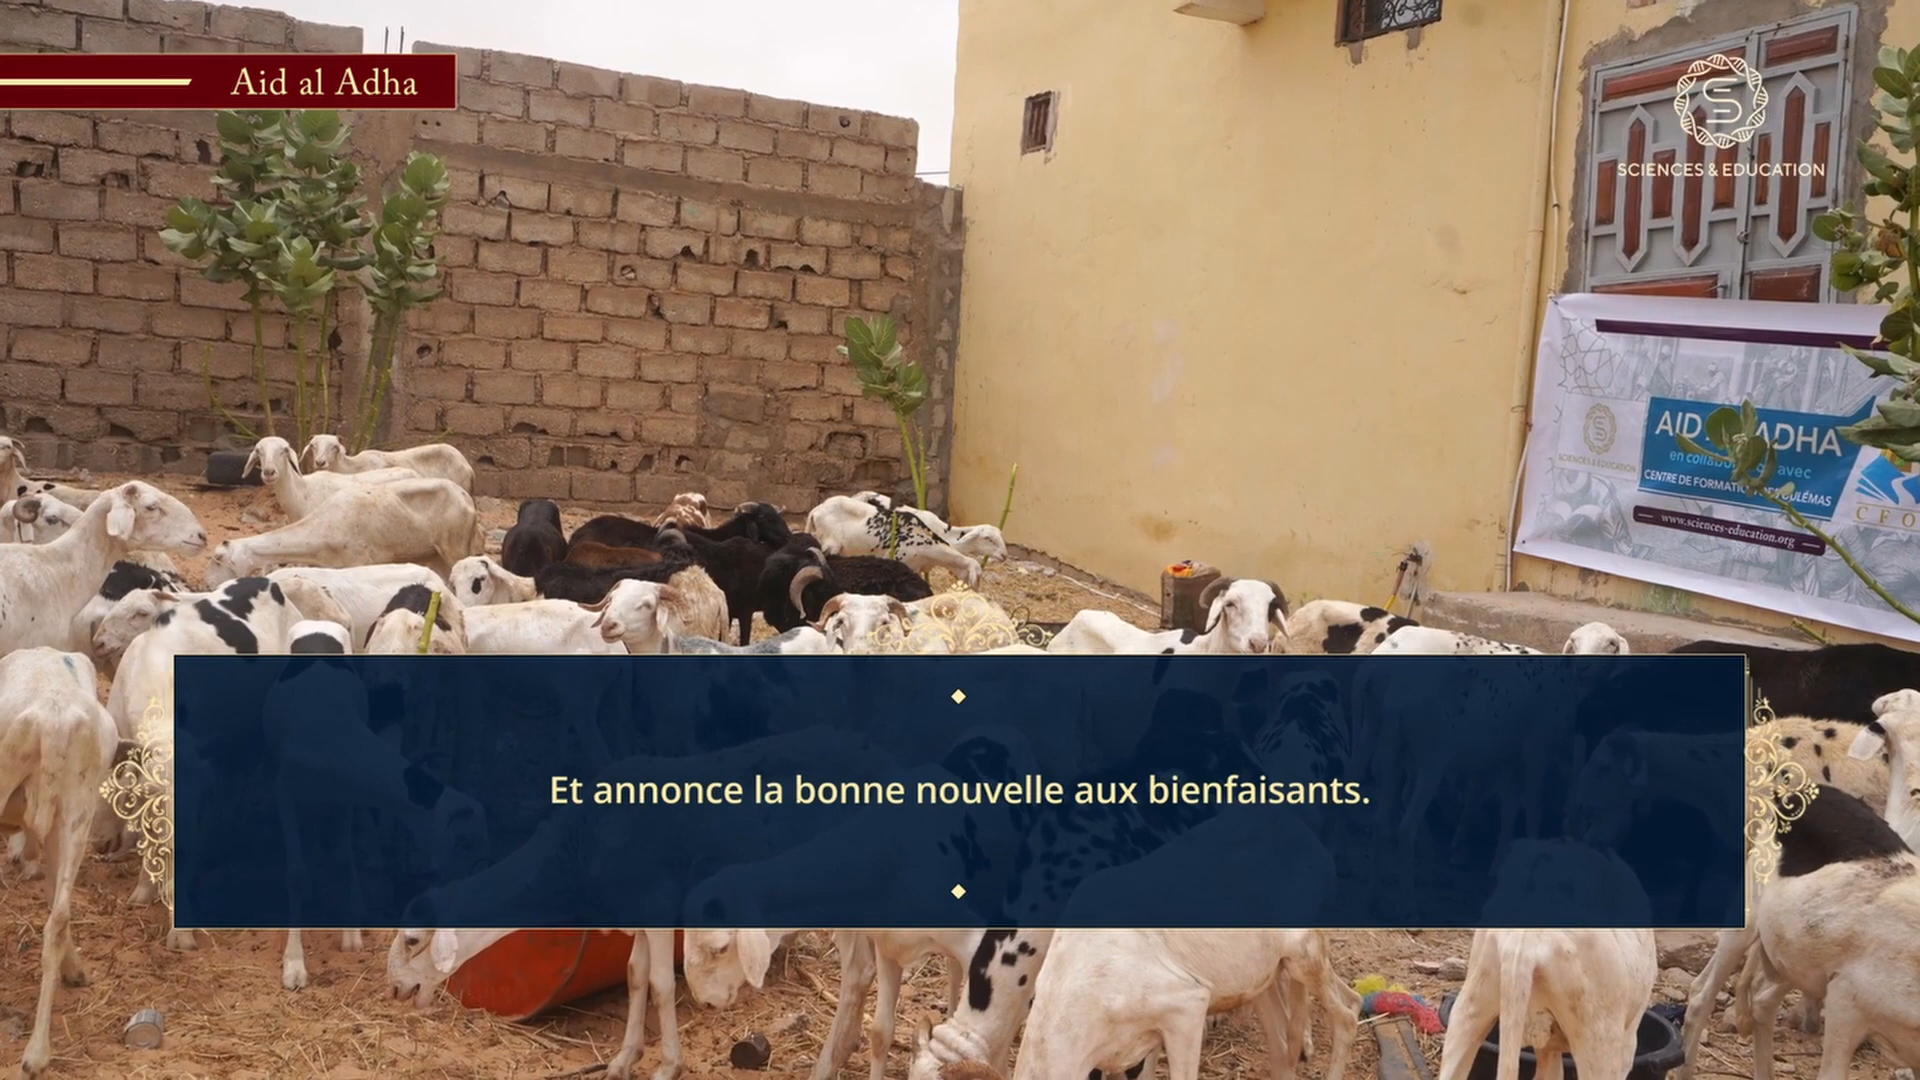 Aid al Adha
SCIENCES & EDUCATION
AID ADHA
en avec
CENTRE DE FORMATION OULÉMAS
SCIENCES & EDUCATION
www.sciences-education.org
Et annonce la bonne nouvelle aux bienfaisants.